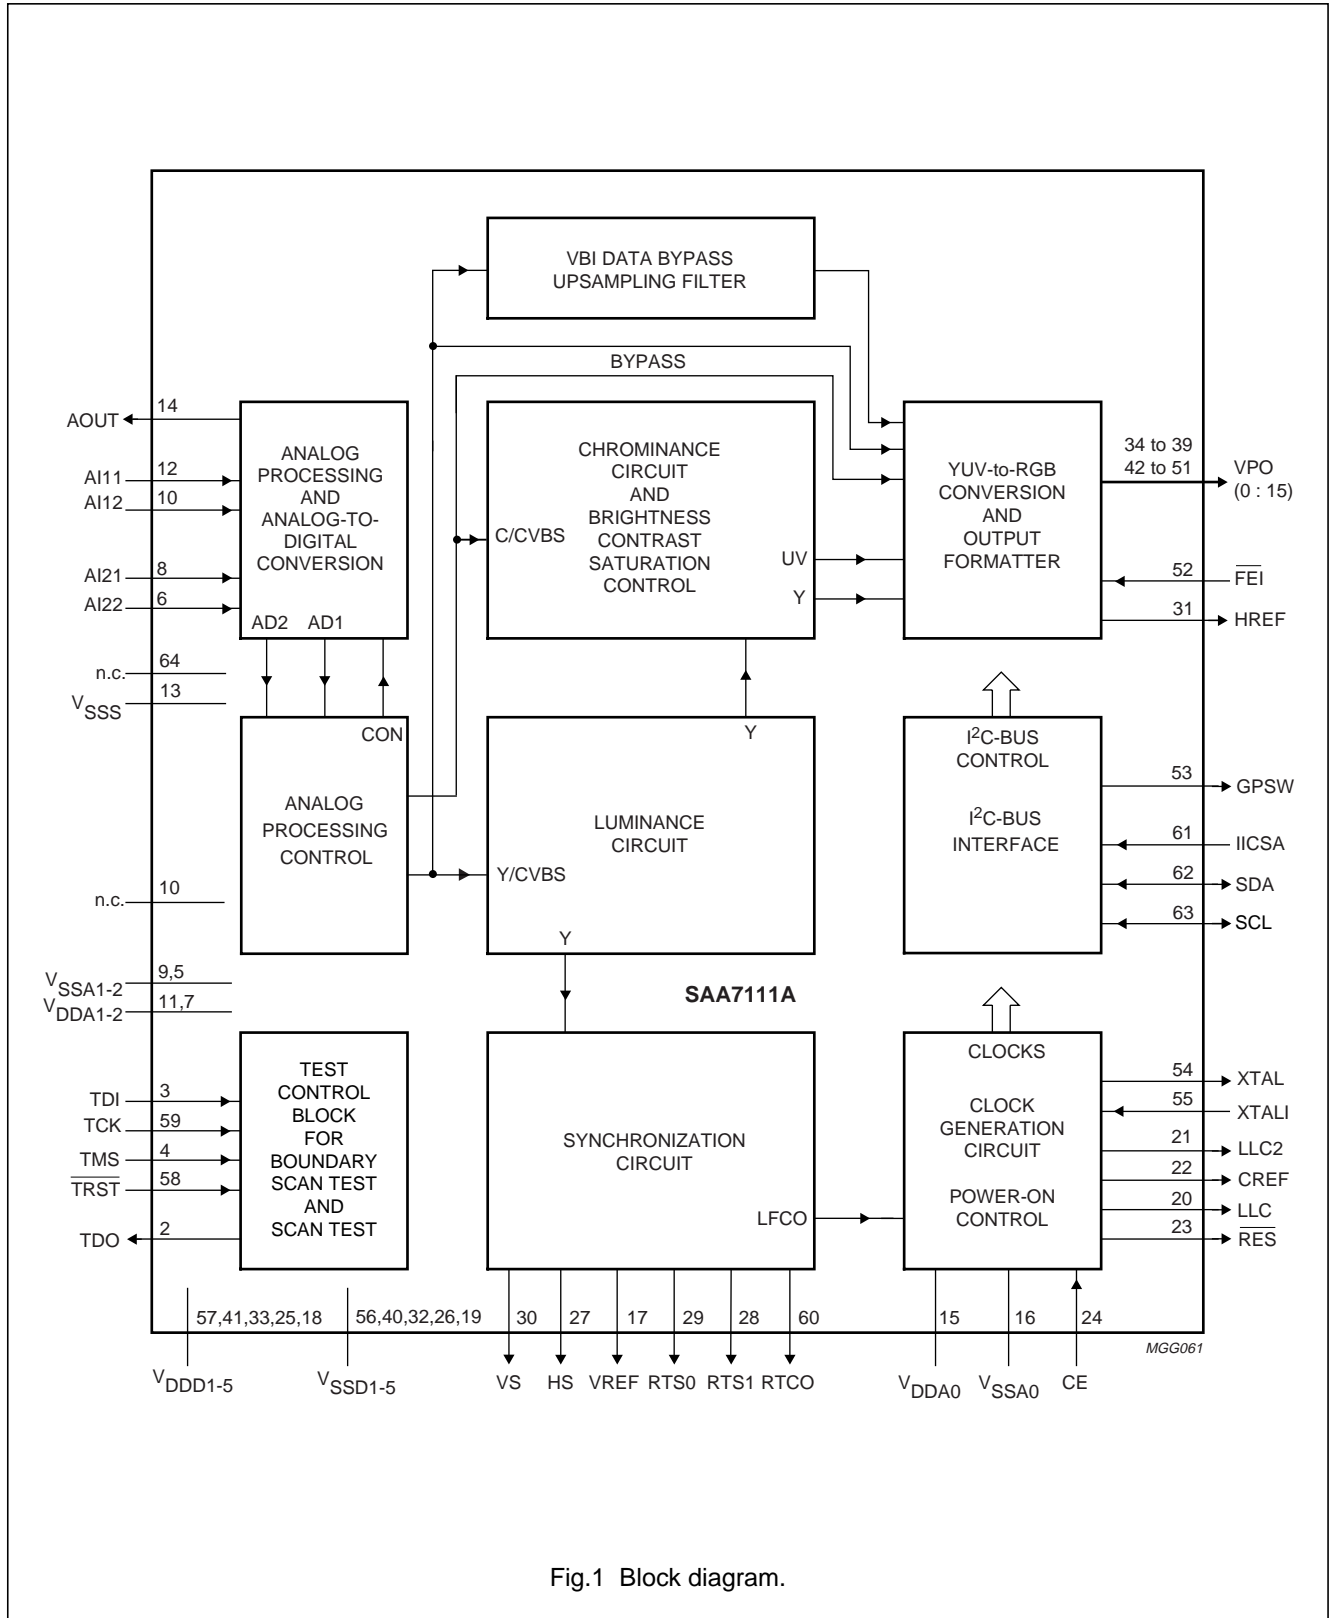 VBI DATA BYPASS
UPSAMPLING FILTER
BYPASS
AOUT
14
AI11
12
AI12
10
AI21
8
AI22
6
ANALOG
PROCESSING
AND
ANALOG-TO-
DIGITAL
CONVERSION
AD2
AD1
CHROMINANCE
CIRCUIT
AND
BRIGHTNESS
CONTRAST
SATURATION
CONTROL
C/CVBS
UV
Y
YUV-to-RGB
CONVERSION
AND
OUTPUT
FORMATTER
34 to 39
42 to 51
VPO
(0 : 15)
52
FEI
31
HREF
n.c.
64
VSSS
13
CON
ANALOG
PROCESSING
CONTROL
n.c.
10
Y
LUMINANCE
CIRCUIT
Y/CVBS
Y
I2C-BUS
CONTROL
I2C-BUS
INTERFACE
53
GPSW
61
IICSA
62
SDA
63
SCL
VSSA1-2
9,5
VDDA1-2
11,7
SAA7111A
TDI
3
TCK
59
TMS
4
TRST
58
TDO
2
TEST
CONTROL
BLOCK
FOR
BOUNDARY
SCAN TEST
AND
SCAN TEST
SYNCHRONIZATION
CIRCUIT
LFCO
CLOCKS
CLOCK
GENERATION
CIRCUIT
POWER-ON
CONTROL
54
XTAL
55
XTALI
21
LLC2
22
CREF
20
LLC
23
RES
57,41,33,25,18
56,40,32,26,19
30
27
17
29
28
60
15
16
24
MGG061
VDDD1-5
VSSD1-5
VS
HS
VREF
RTS0
RTS1
RTCO
VDDA0
VSSA0
CE
Fig.1 Block diagram.